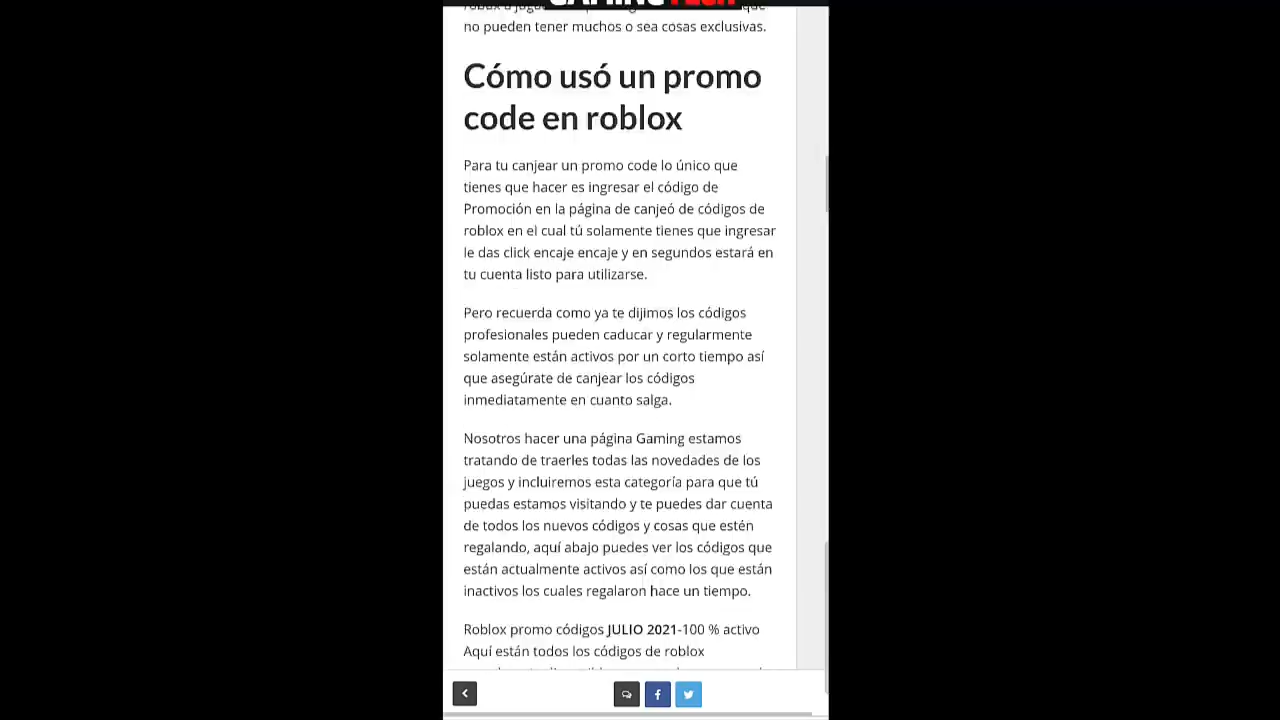 GAMINGTECH
no pueden tener muchos o sea cosas exclusivas.
Cómo usó un promo
code en roblox
Para tu canjear un promo code lo único que
tienes que hacer es ingresar el código de
Promoción en la página de canjeó de códigos de
roblox en el cual tú solamente tienes que ingresar
le das click encaje encaje y en segundos estará en
tu cuenta listo para utilizarse.
Pero recuerda como ya te dijimos los códigos
profesionales pueden caducar y regularmente
solamente están activos por un corto tiempo así
que asegúrate de canjear los códigos
inmediatamente en cuanto salga.
Nosotros hacer una página Gaming estamos
tratando de traerles todas las novedades de los
juegos y incluiremos esta categoría para que tú
puedas estamos visitando y te puedes dar cuenta
de todos los nuevos códigos y cosas que estén
regalando, aquí abajo puedes ver los códigos que
están actualmente activos así como los que están
inactivos los cuales regalaron hace un tiempo.
Roblox promo códigos JULIO 2021-100 % activo
Aquí están todos los códigos de roblox